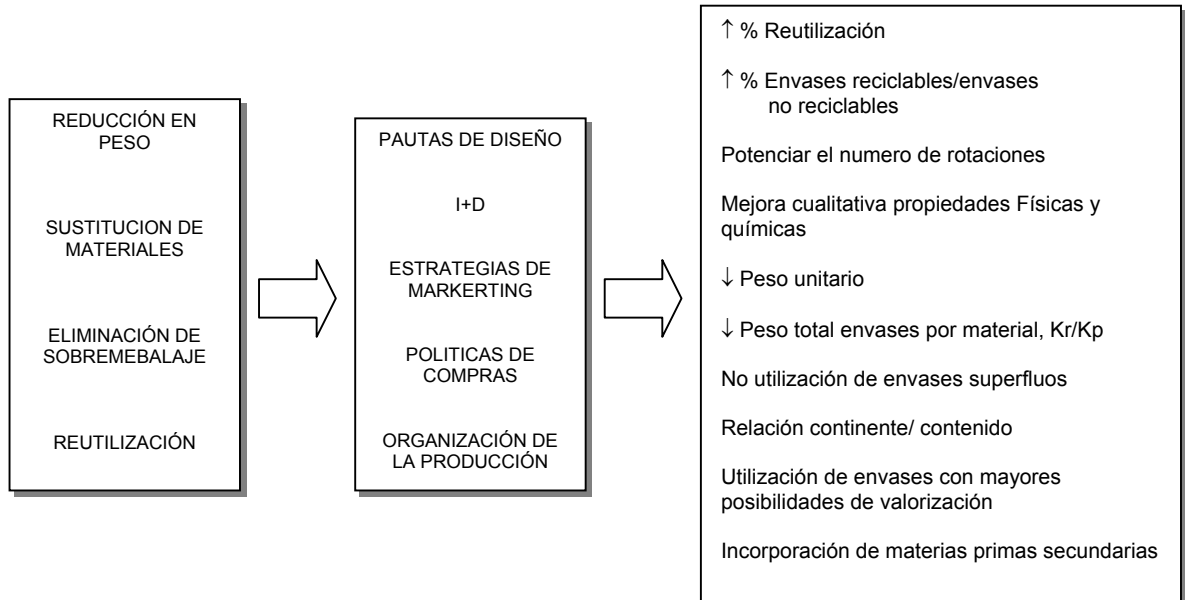 REDUCCIÓN EN
PESO
SUSTITUCION DE
MATERIALES
ELIMINACIÓN DE
SOBREMEBALAJE
REUTILIZACIÓN
PAUTAS DE DISEÑO
I+D
ESTRATEGIAS DE
MARKERTING
POLITICAS DE
COMPRAS
ORGANIZACIÓN DE
LA PRODUCCIÓN
↑ % Reutilización
↑ % Envases reciclables/envases
no reciclables
Potenciar el numero de rotaciones
Mejora cualitativa propiedades Físicas y
químicas
↓ Peso unitario
↓ Peso total envases por material, Kr/Kp
No utilización de envases superfluos
Relación continente/ contenido
Utilización de envases con mayores
posibilidades de valorización
Incorporación de materias primas secundarias